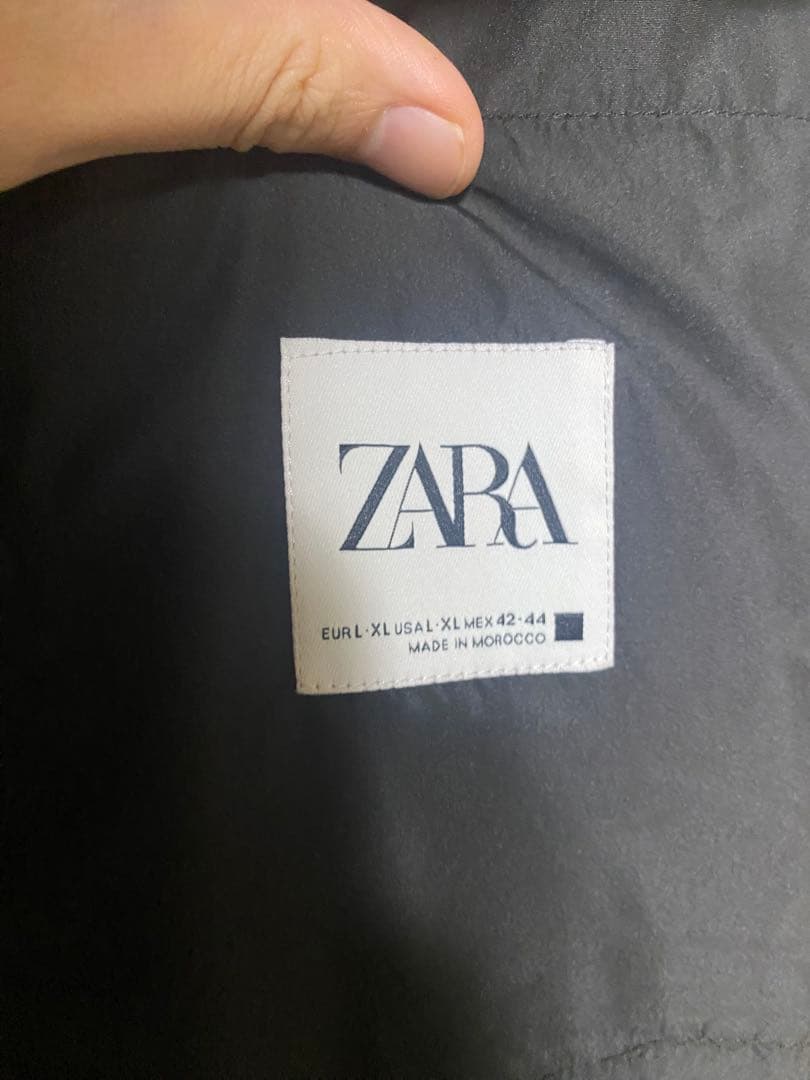 ZARA
EUR L·XL USA L·XL MEX 42·44
MADE IN MOROCCO